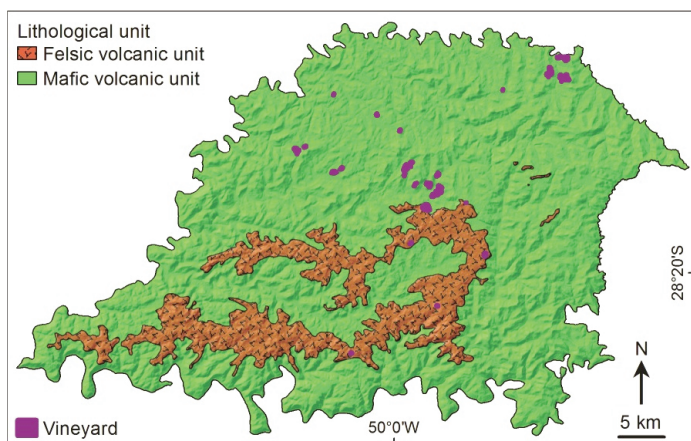 Lithological unit
Felsic volcanic unit
Mafic volcanic unit
28°20'S
N
5 km
50°0'W
Vineyard